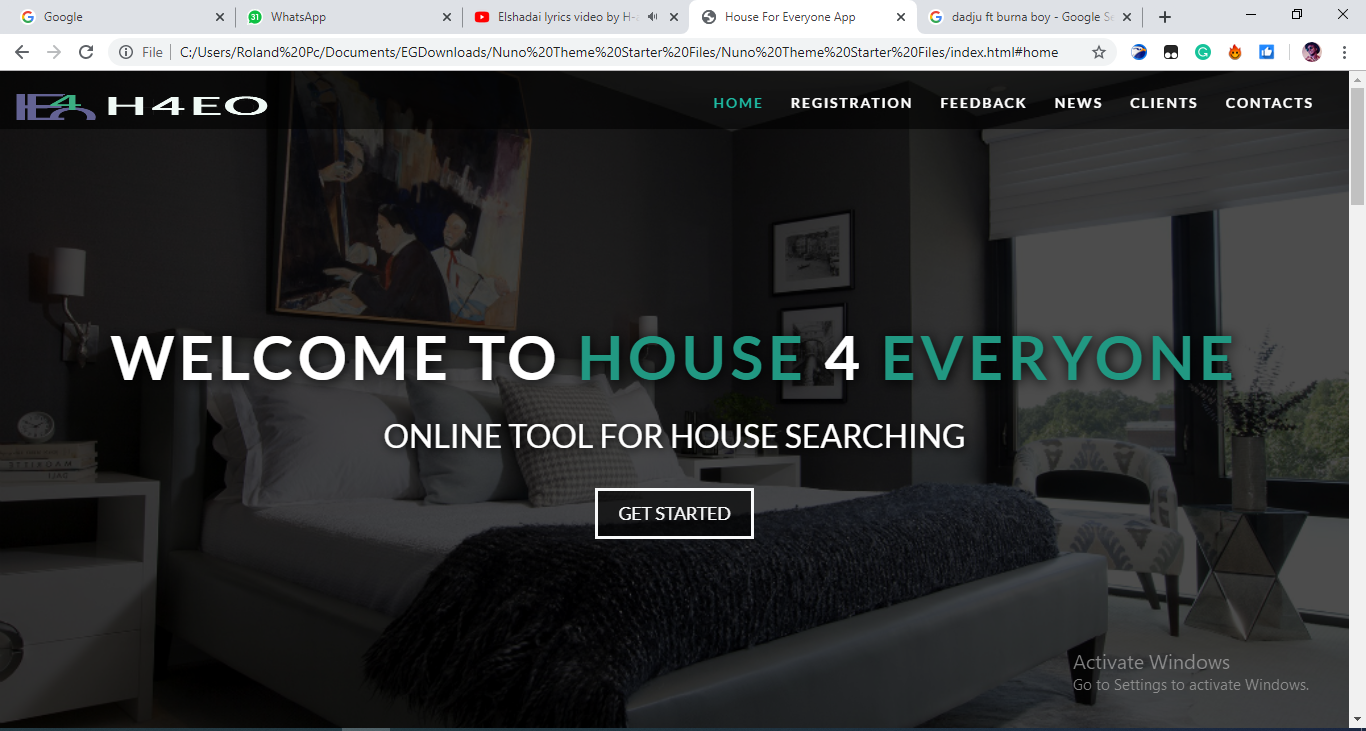 Google
WhatsApp
Elshadai lyrics video by H-
House For Everyone App
dadju ft burna boy - Google Se
File
C:/Users/Roland%20Pc/Documents/EGDownloads/Nuno%20Theme%20Starter%20Files/Nuno%20Theme%20Starter%20Files/index.html#home
H4EO
HOME
REGISTRATION
FEEDBACK
NEWS
CLIENTS
CONTACTS
WELCOME TO HOUSE 4 EVERYONE
ONLINE TOOL FOR HOUSE SEARCHING
GET STARTED
Activate Windows
Go to Settings to activate Windows.